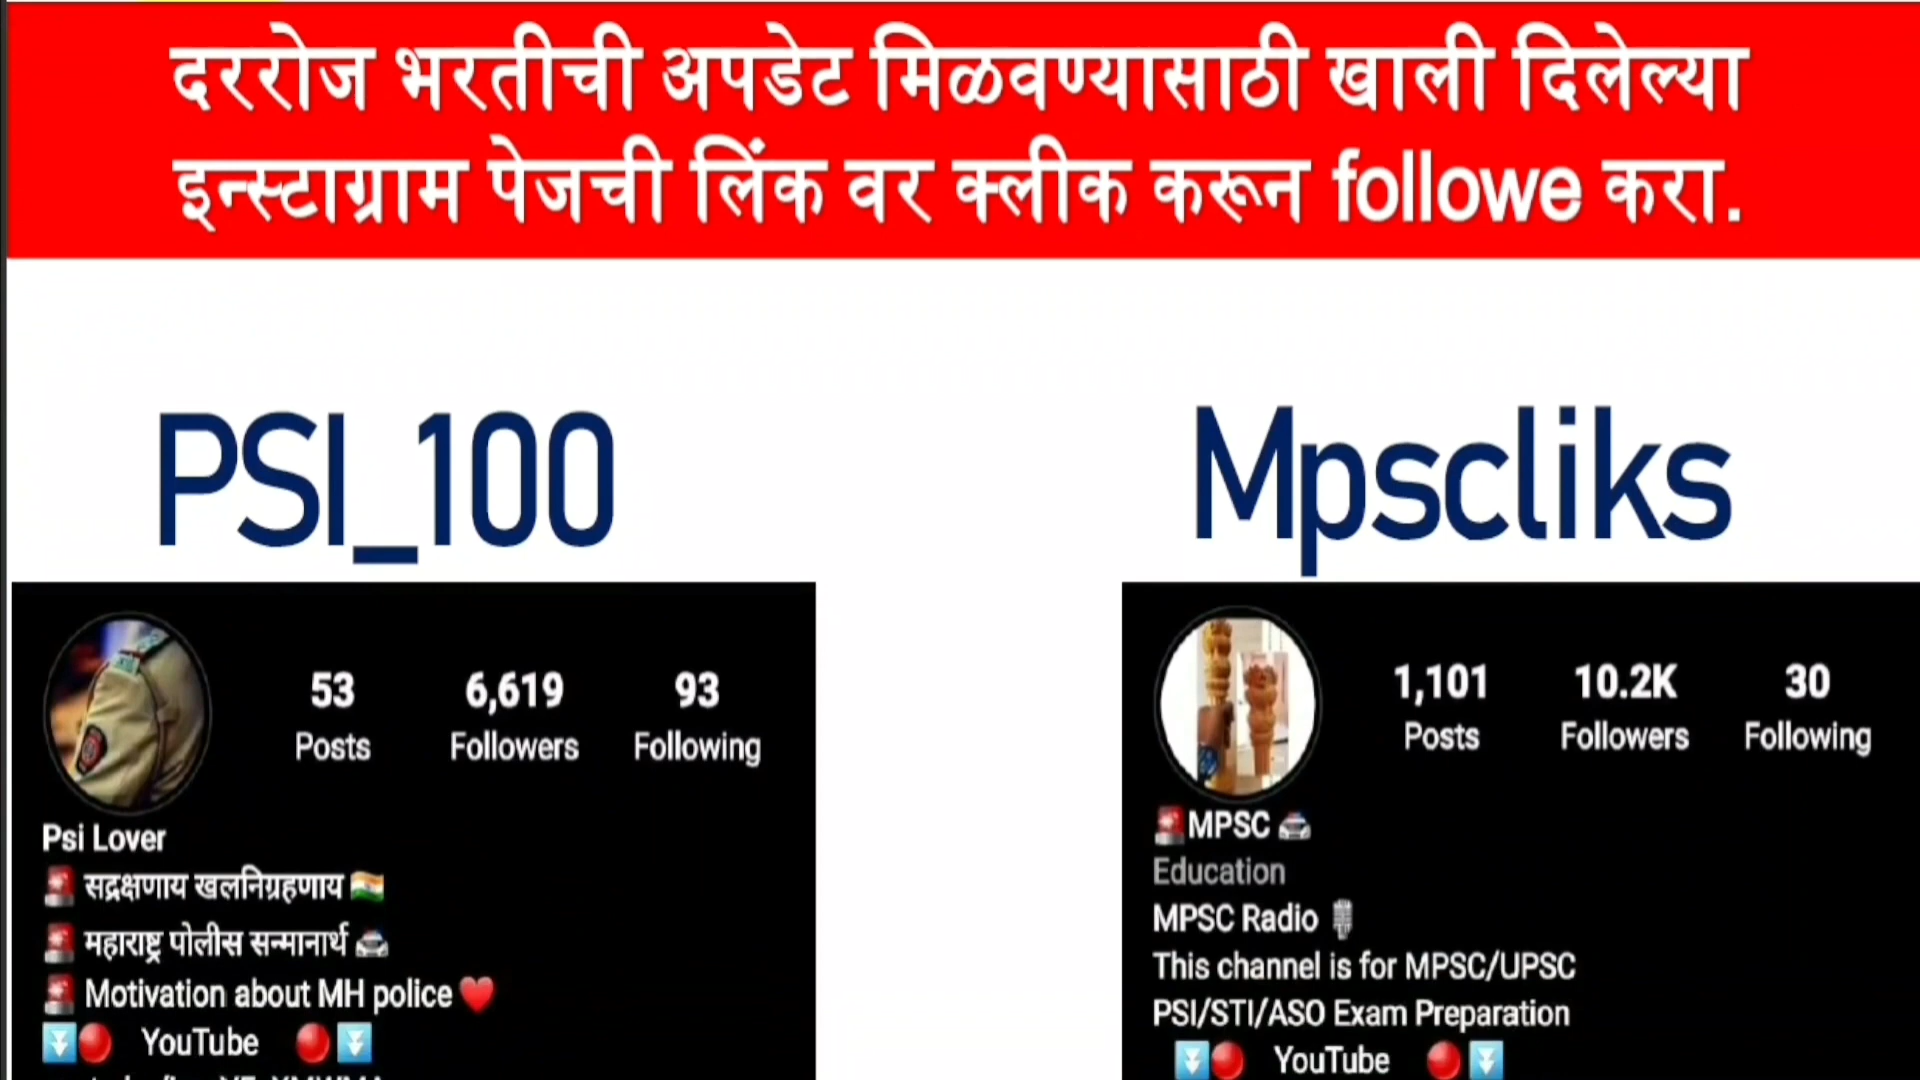 दररोज भरतीची अपडेट मिळवण्यासाठी खाली दिलेल्या
इन्स्टाग्राम पेजची लिंक वर क्लीक करून followe करा.
PSI_100
Mpscliks
53 6,619 93
Posts Followers Following
Psi Lover
सद्रक्षणाय खलनिग्रहणाय
महाराष्ट्र पोलीस सन्मानार्थ
Motivation about MH police
YouTube
1,101 10.2K 30
Posts Followers Following
MPSC
Education
MPSC Radio
This channel is for MPSC/UPSC
PSI/STI/ASO Exam Preparation
YouTube